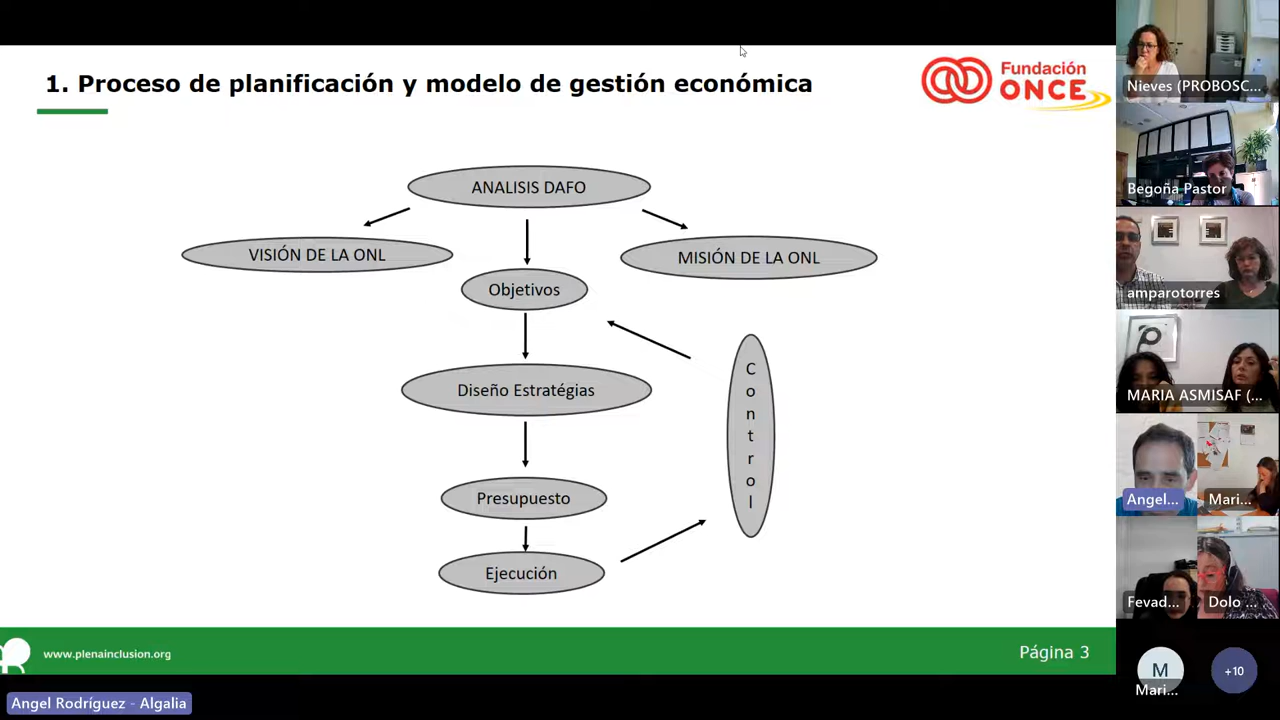 1. Proceso de planificación y modelo de gestión económica
Fundación
ONCE
ANALISIS DAFO
VISIÓN DE LA ONL
MISIÓN DE LA ONL
Objetivos
Diseño Estratégias
Control
Presupuesto
Ejecución
www.plenainclusion.org
Página 3
Angel Rodríguez - Algalia
Nieves (PROBOSC...
Begoña Pastor
amparotorres
MARIA ASMISAF (...
Angel...
Mari...
Fevad...
Dolo ...
M
Mari...
+10